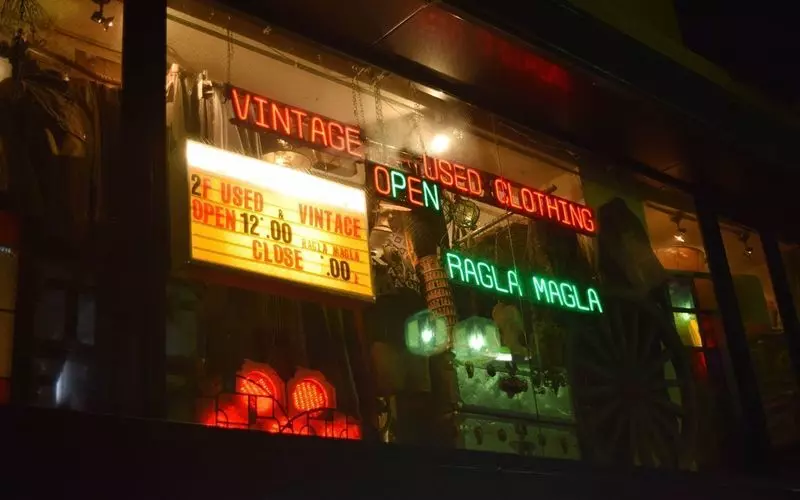 VINTAGE
USED CLOTHING
OPEN
RAGLA MAGLA
2F USED & VINTAGE
OPEN 12:00 RAGLA MAGLA
CLOSE :00